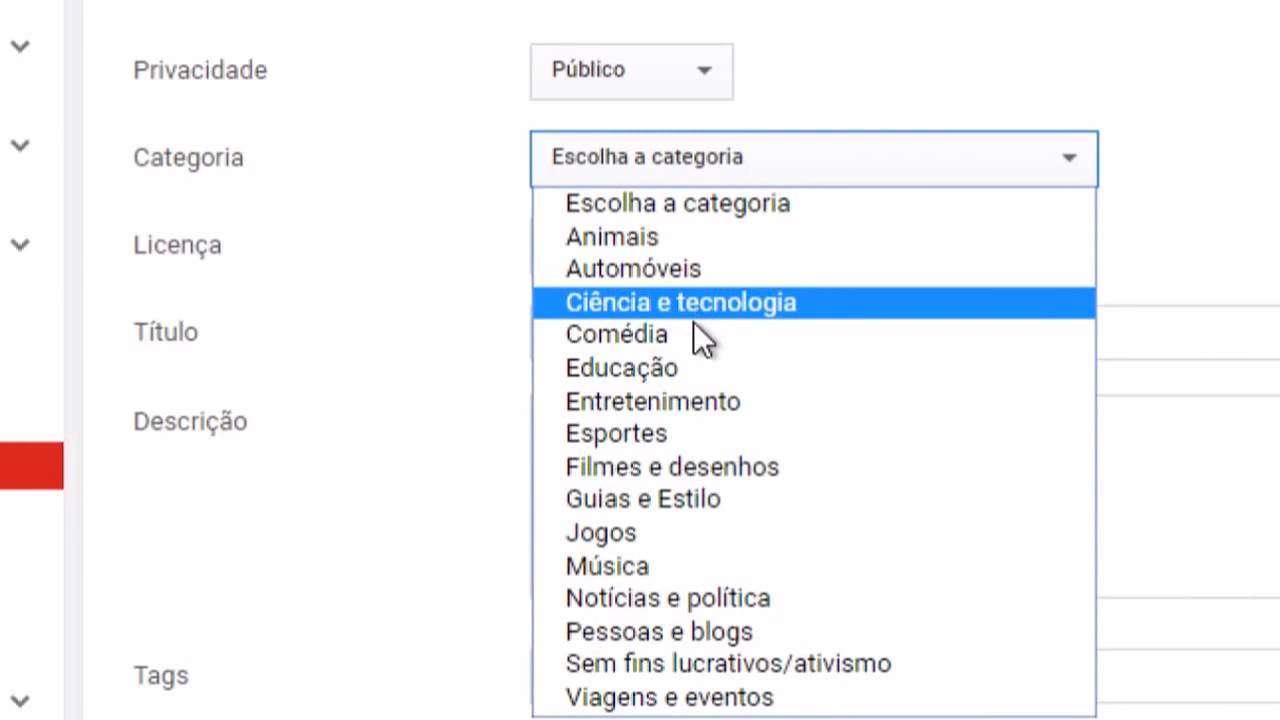 Privacidade
Público
Categoria
Escolha a categoria
Escolha a categoria
Animais
Automóveis
Licença
Ciência e tecnologia
Título
Comédia
Educação
Entretenimento
Descrição
Esportes
Filmes e desenhos
Guias e Estilo
Jogos
Música
Notícias e política
Pessoas e blogs
Sem fins lucrativos/ativismo
Tags
Viagens e eventos